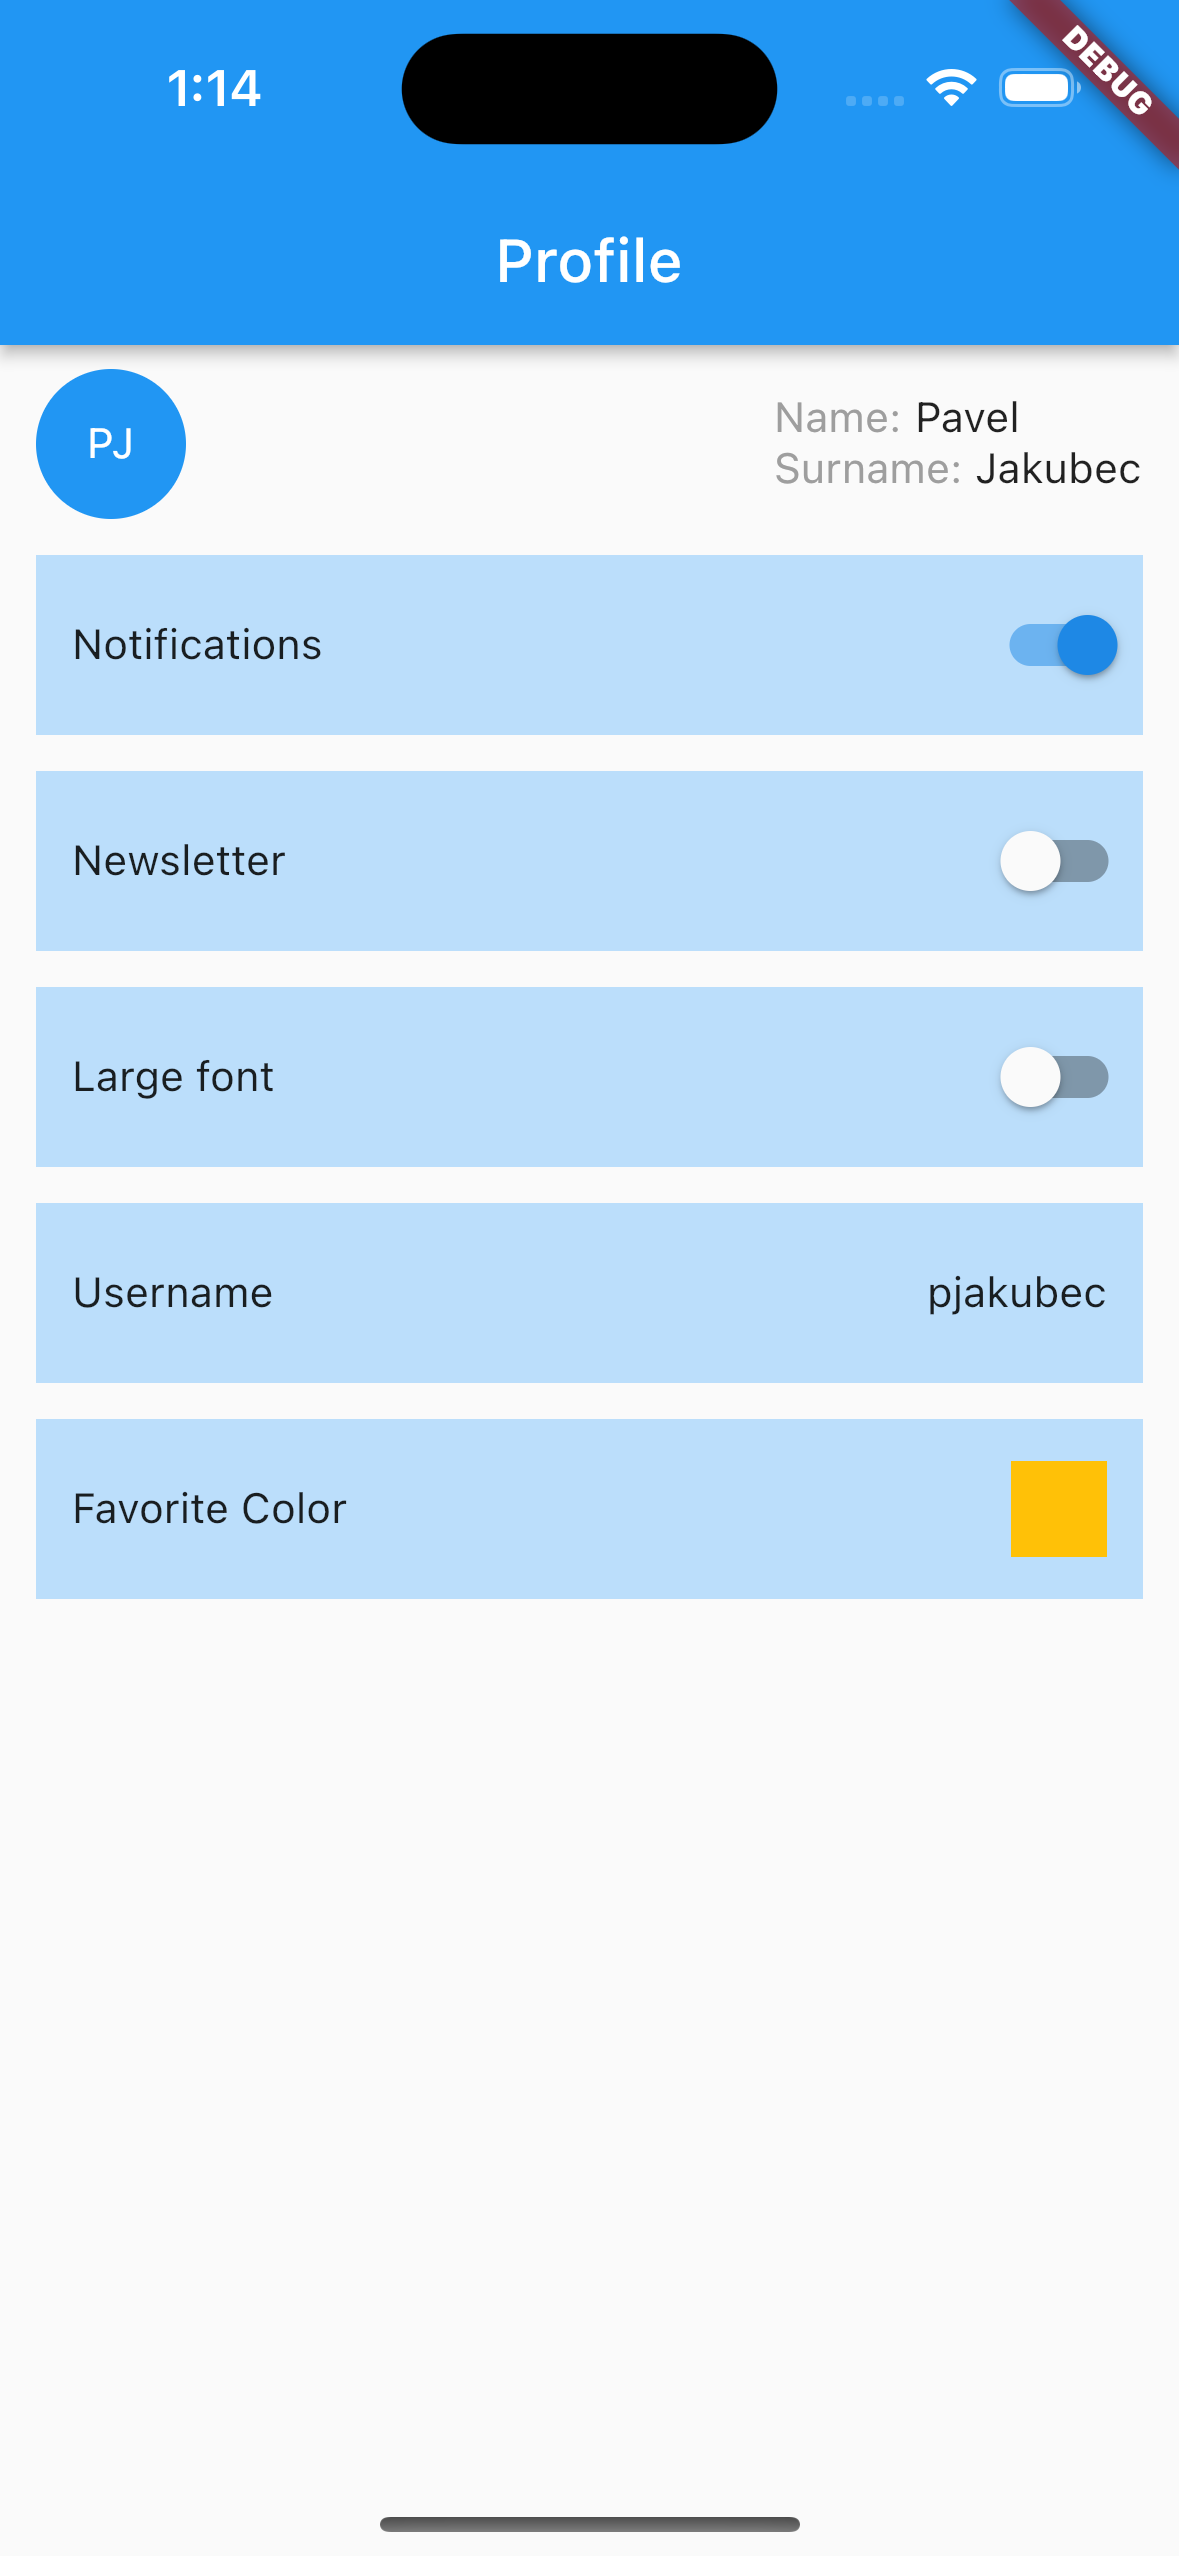 1:14
DEBUG
Profile
PJ
Name: Pavel
Surname: Jakubec
Notifications
Newsletter
Large font
Username pjakubec
Favorite Color